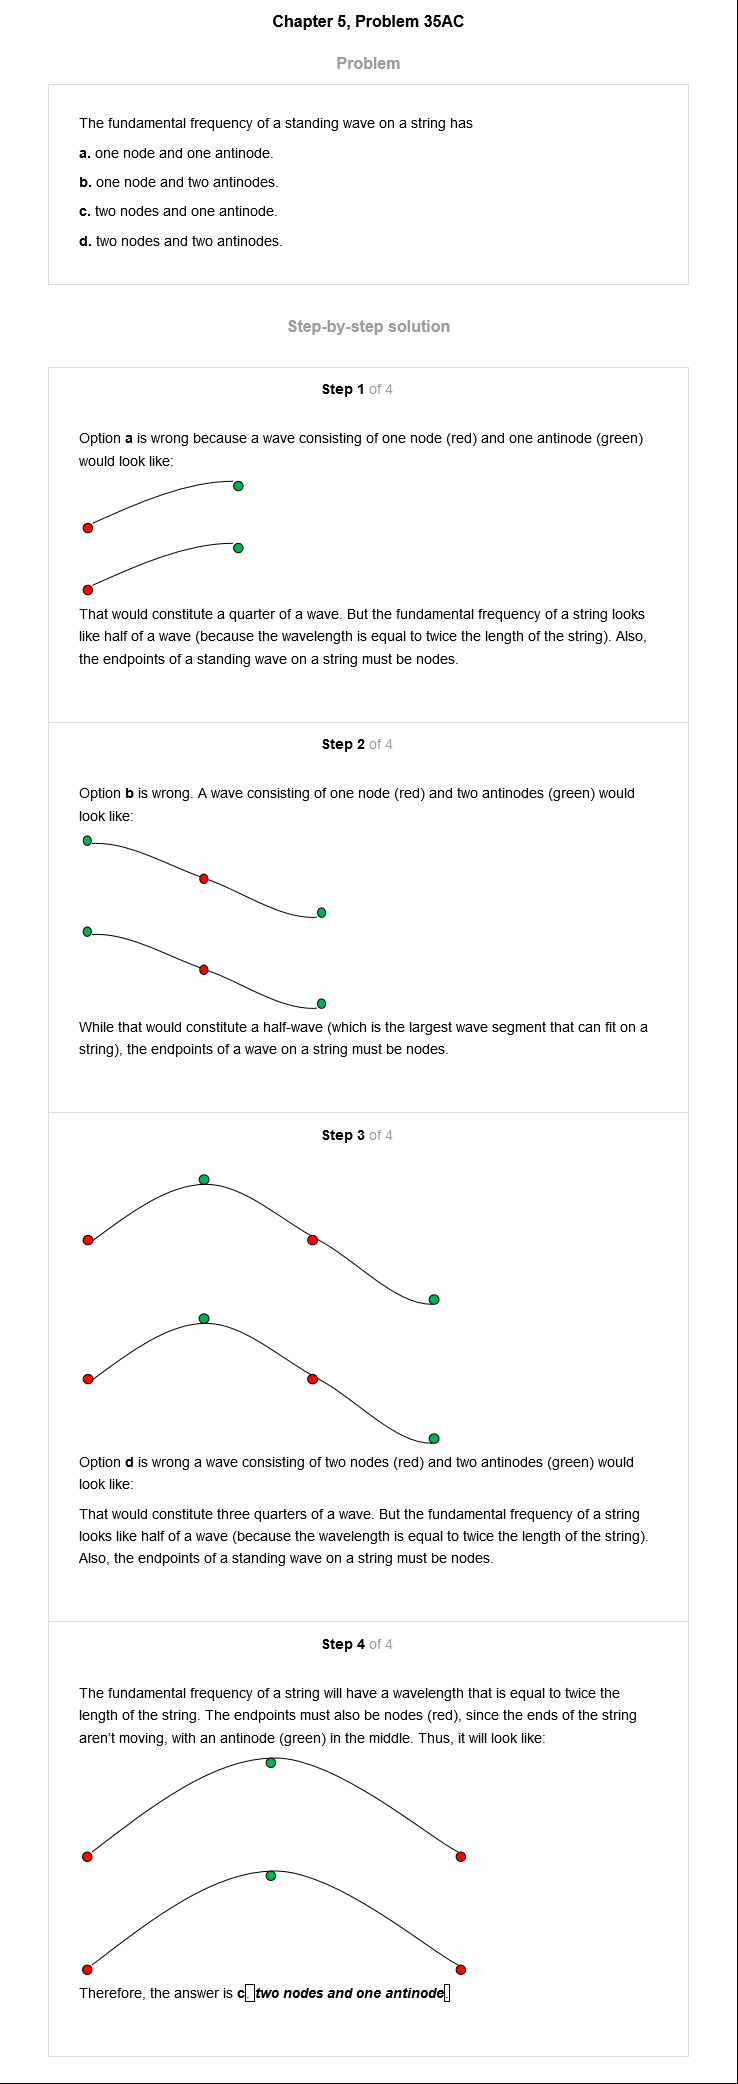 Chapter 5, Problem 35AC
Problem
The fundamental frequency of a standing wave on a string has
a. one node and one antinode.
b. one node and two antinodes.
c. two nodes and one antinode.
d. two nodes and two antinodes.
Step-by-step solution
Step 1 of 4
Option a is wrong because a wave consisting of one node (red) and one antinode (green)
would look like:
That would constitute a quarter of a wave. But the fundamental frequency of a string looks
like half of a wave (because the wavelength is equal to twice the length of the string). Also,
the endpoints of a standing wave on a string must be nodes.
Step 2 of 4
Option b is wrong. A wave consisting of one node (red) and two antinodes (green) would
look like:
While that would constitute a half-wave (which is the largest wave segment that can fit on a
string), the endpoints of a wave on a string must be nodes.
Step 3 of 4
Option d is wrong a wave consisting of two nodes (red) and two antinodes (green) would
look like:
That would constitute three quarters of a wave. But the fundamental frequency of a string
looks like half of a wave (because the wavelength is equal to twice the length of the string).
Also, the endpoints of a standing wave on a string must be nodes.
Step 4 of 4
The fundamental frequency of a string will have a wavelength that is equal to twice the
length of the string. The endpoints must also be nodes (red), since the ends of the string
aren't moving, with an antinode (green) in the middle. Thus, it will look like:
Therefore, the answer is c. two nodes and one antinode.